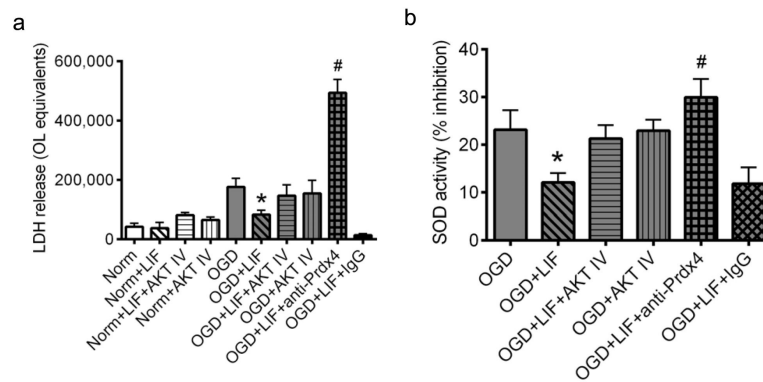 a
LDH release (OL equivalents)
600,000
400,000
200,000
0
*
#
Norm
Norm+LIF
Norm+LIF+AKT IV
Norm+AKT IV
OGD
OGD+LIF
OGD+LIF+AKT IV
OGD+AKT IV
OGD+LIF+anti-Prdx4
OGD+LIF+IgG
b
SOD activity (% inhibition)
40
30
20
10
0
*
#
OGD
OGD+LIF
OGD+LIF+AKT IV
OGD+AKT IV
OGD+LIF+anti-Prdx4
OGD+LIF+IgG